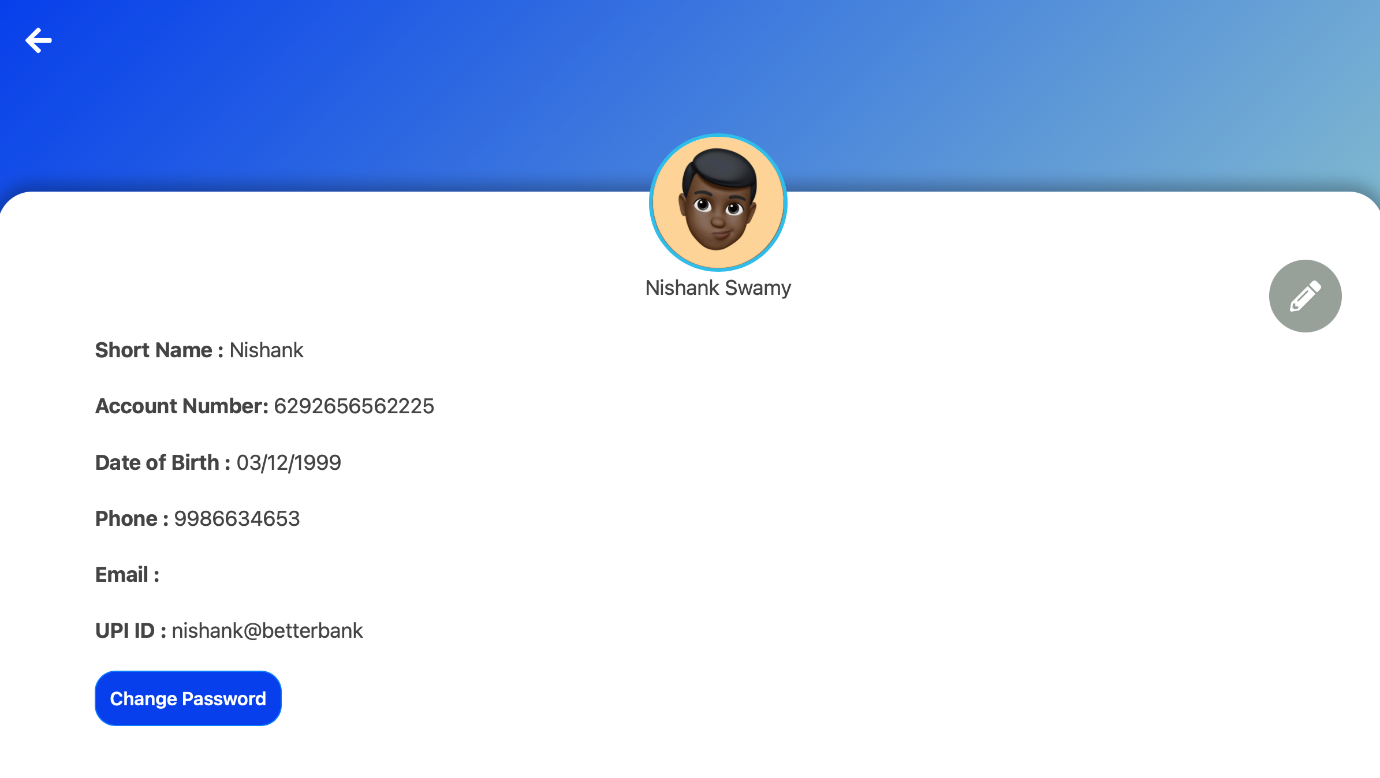 Nishank Swamy
Short Name : Nishank
Account Number: 6292656562225
Date of Birth : 03/12/1999
Phone : 9986634653
Email :
UPI ID : nishank@betterbank
Change Password